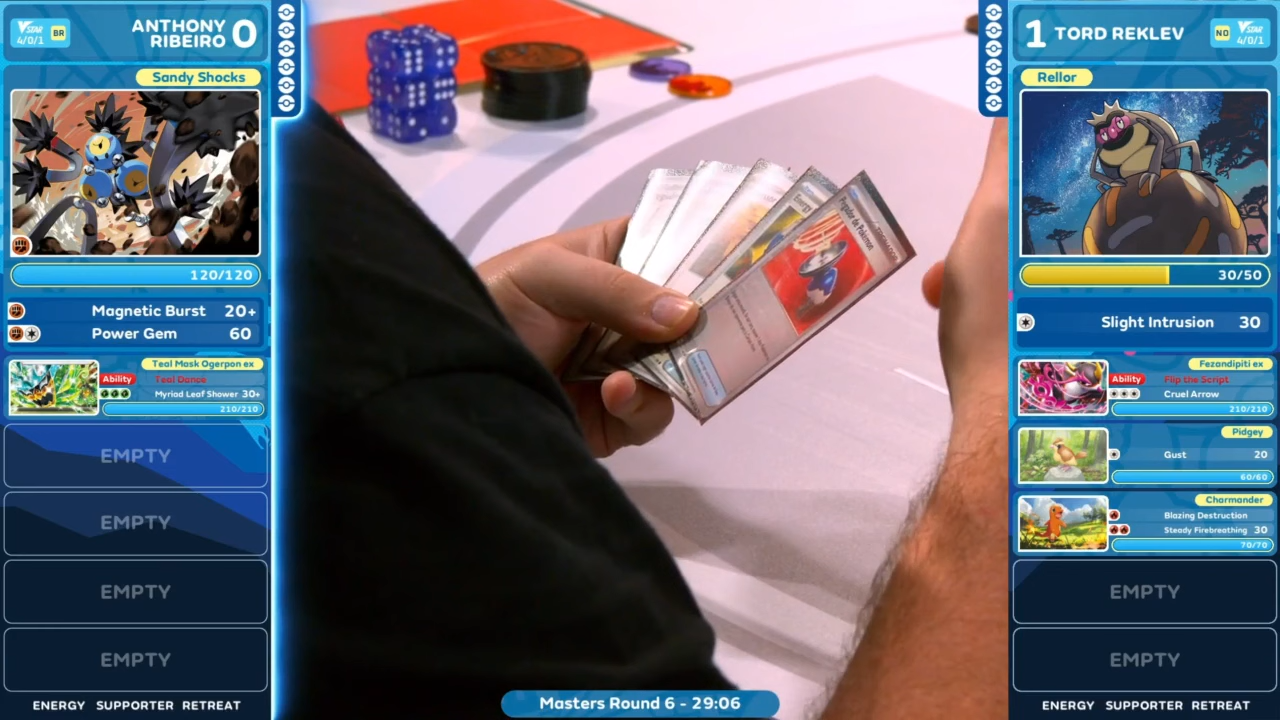 VSTAR
4/0/1
BR
ANTHONY
RIBEIRO
0
Sandy Shocks
120/120
Magnetic Burst 20+
Power Gem 60
Teal Mask Ogerpon ex
Ability Teal Dance
Myriad Leaf Shower 30+
210/210
EMPTY
EMPTY
EMPTY
EMPTY
ENERGY SUPPORTER RETREAT
Energy
Masters Round 6 - 29:06
1
TORD REKLEV
NO
VSTAR
4/0/1
Rellor
30/50
Slight Intrusion 30
Fezandipiti ex
Ability Flip the Script
Cruel Arrow
210/210
Pidgey
Gust 20
60/60
Charmander
Blazing Destruction
Steady Firebreathing 30
70/70
EMPTY
EMPTY
ENERGY SUPPORTER RETREAT